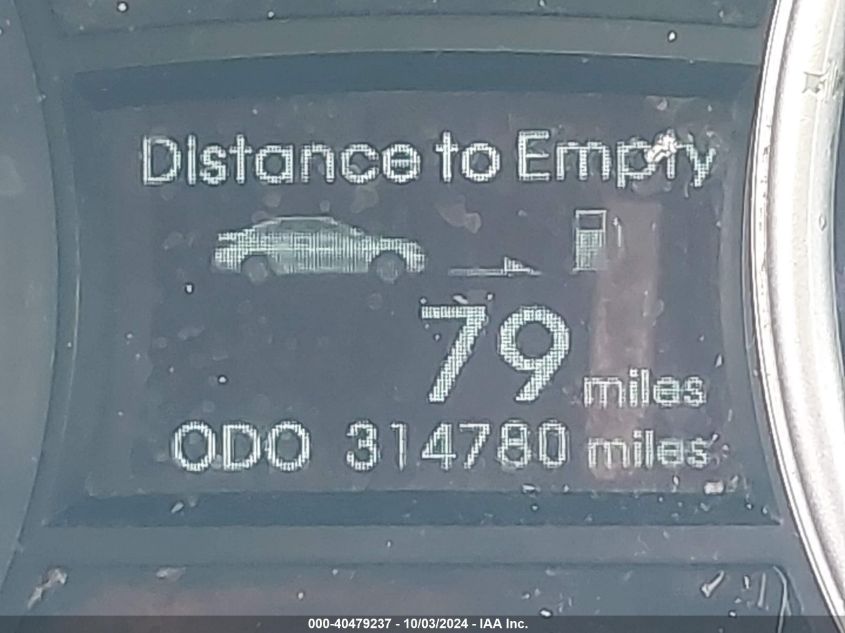 Distance to Empty
79 miles
ODO 314780 miles
000-40479237 - 10/03/2024 - IAA Inc.